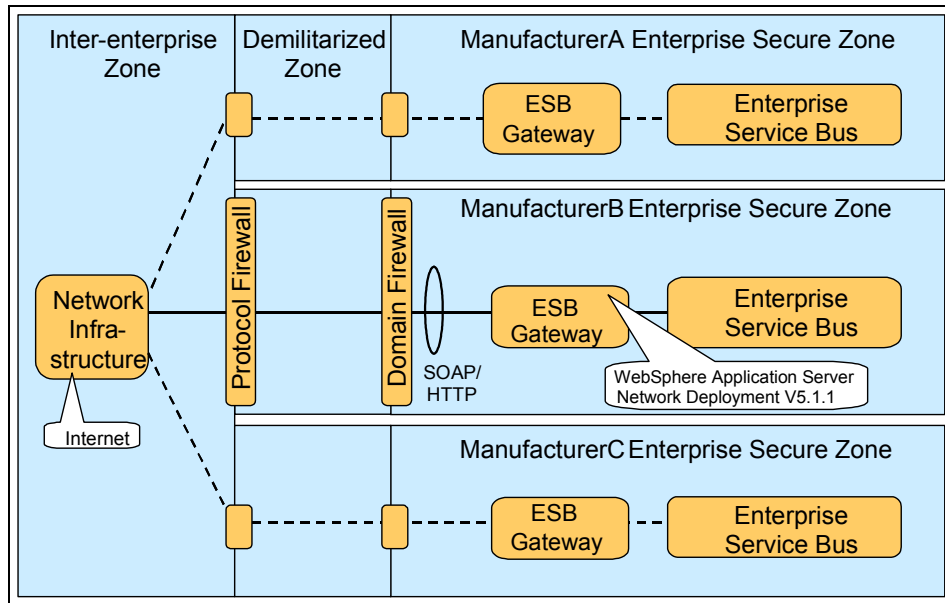 Inter-enterprise
Zone
Demilitarized
Zone
ManufacturerA Enterprise Secure Zone
ESB
Gateway
Enterprise
Service Bus
ManufacturerB Enterprise Secure Zone
Network
Infra-
structure
Internet
Protocol Firewall
Domain Firewall
SOAP/
HTTP
ESB
Gateway
Enterprise
Service Bus
WebSphere Application Server
Network Deployment V5.1.1
ManufacturerC Enterprise Secure Zone
ESB
Gateway
Enterprise
Service Bus